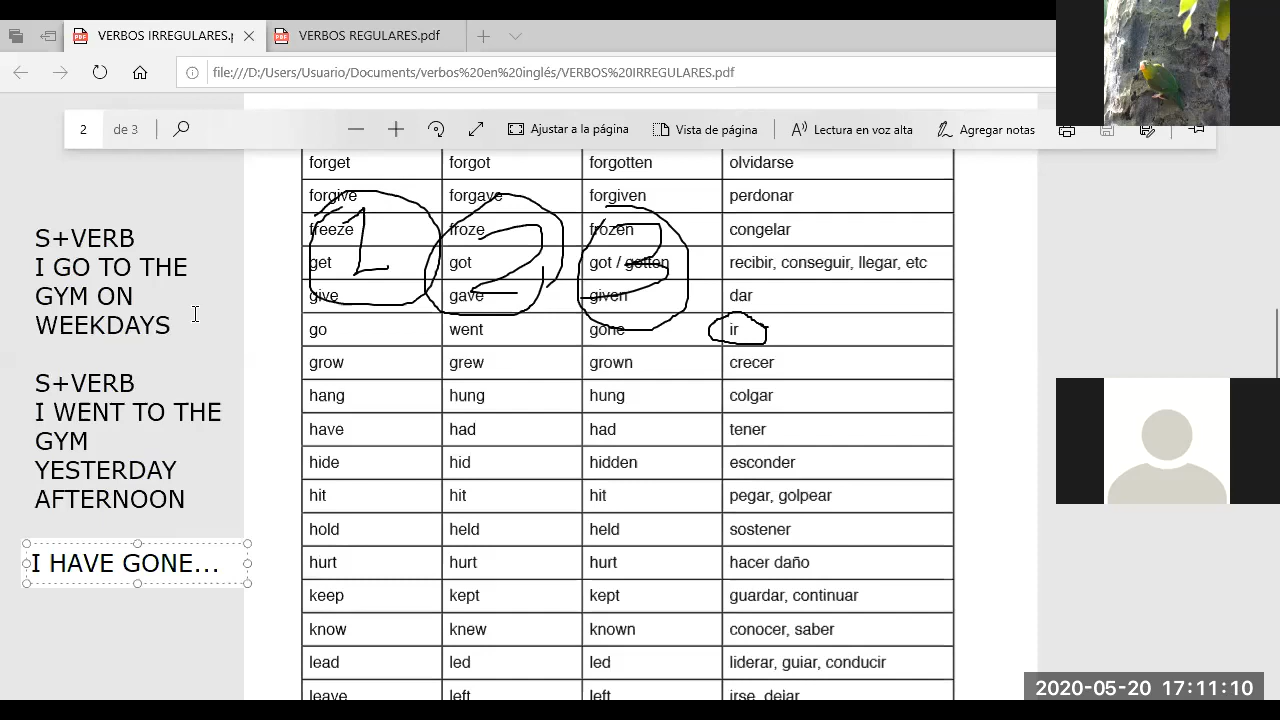 VERBOS IRREGULARES.p
VERBOS REGULARES.pdf
file:///D:/Users/Usuario/Documents/verbos%20en%20inglés/VERBOS%20IRREGULARES.pdf
2 de 3 Ajustar a la página Vista de página Lectura en voz alta Agregar notas
S+VERB
I GO TO THE
GYM ON
WEEKDAYS
S+VERB
I WENT TO THE
GYM
YESTERDAY
AFTERNOON
I HAVE GONE...
forget forgot forgotten olvidarse
forgive forgave forgiven perdonar
freeze froze frozen congelar
get got got / gotten recibir, conseguir, llegar, etc
give gave given dar
go went gone ir
grow grew grown crecer
hang hung hung colgar
have had had tener
hide hid hidden esconder
hit hit hit pegar, golpear
hold held held sostener
hurt hurt hurt hacer daño
keep kept kept guardar, continuar
know knew known conocer, saber
lead led led liderar, guiar, conducir
leave left left irse, dejar
1 2 3
2020-05-20 17:11:10